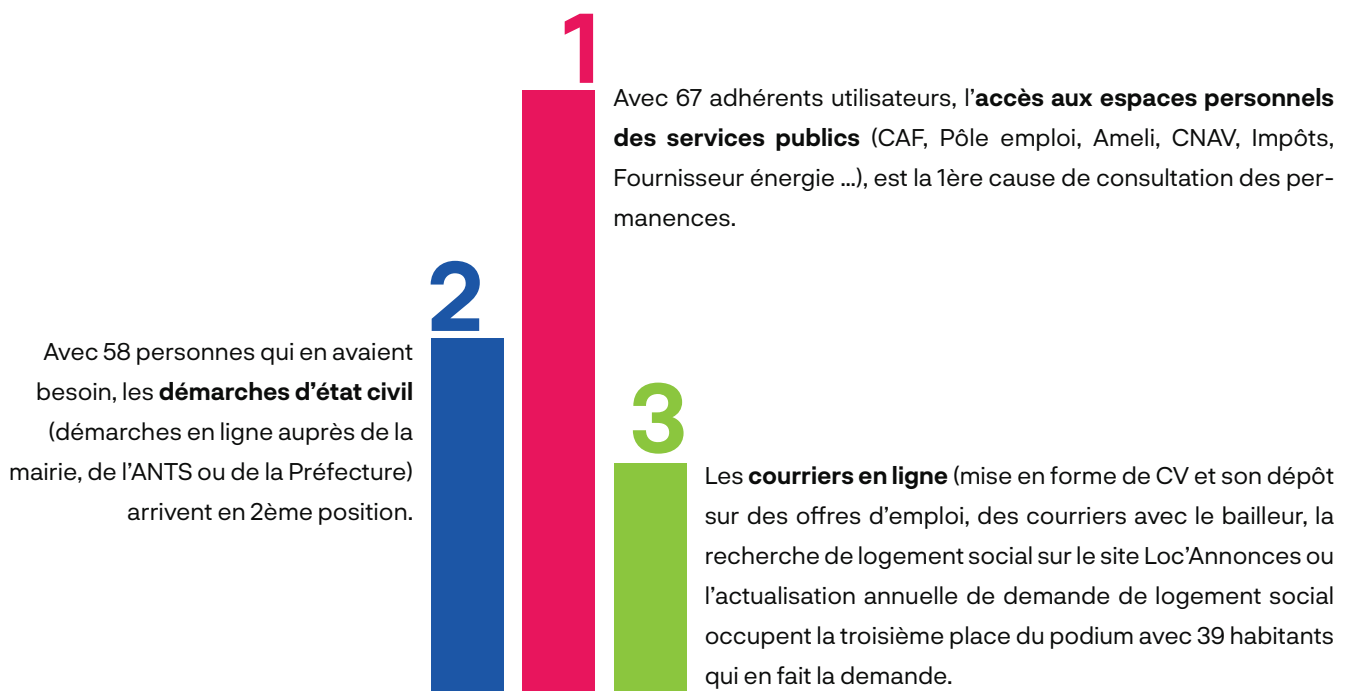 1
Avec 67 adhérents utilisateurs, l'accès aux espaces personnels
des services publics (CAF, Pôle emploi, Ameli, CNAV, Impôts,
Fournisseur énergie ...), est la 1ère cause de consultation des per-
manences.
2
Avec 58 personnes qui en avaient
besoin, les démarches d'état civil
(démarches en ligne auprès de la
mairie, de l'ANTS ou de la Préfecture)
arrivent en 2ème position.
3
Les courriers en ligne (mise en forme de CV et son dépôt
sur des offres d'emploi, des courriers avec le bailleur, la
recherche de logement social sur le site Loc'Annonces ou
l'actualisation annuelle de demande de logement social
occupent la troisième place du podium avec 39 habitants
qui en fait la demande.